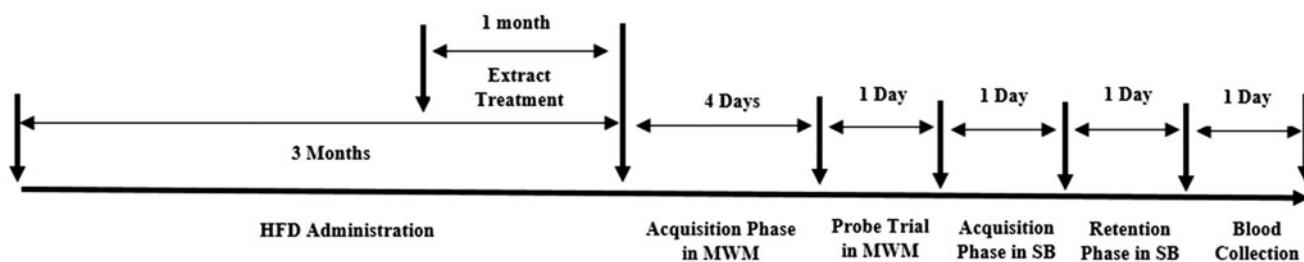 1 month
Extract
Treatment
4 Days
1 Day
1 Day
1 Day
1 Day
3 Months
HFD Administration
Acquisition Phase
in MWM
Probe Trial
in MWM
Acquisition
Phase in SB
Retention
Phase in SB
Blood
Collection